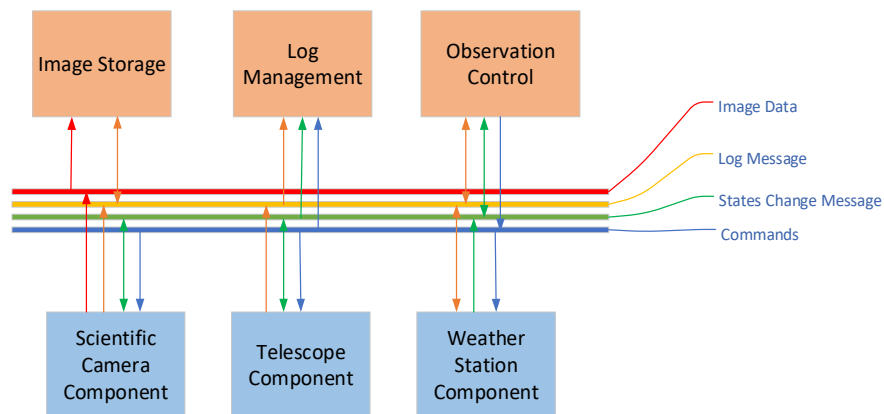 Image Storage
Log
Management
Observation
Control
Image Data
Log Message
States Change Message
Commands
Scientific
Camera
Component
Telescope
Component
Weather
Station
Component